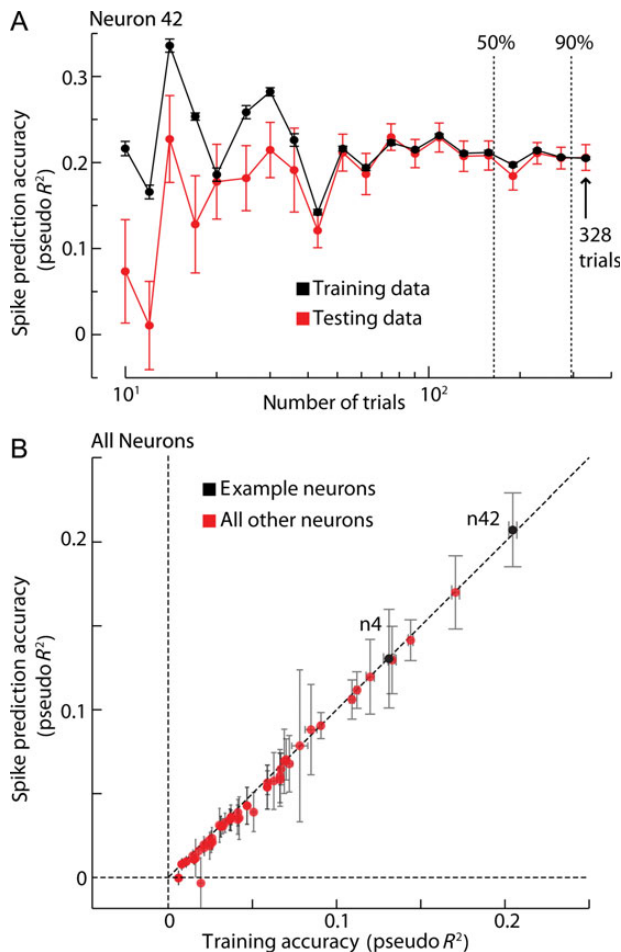 A
Neuron 42
50%
90%
0.3
0.2
0.1
0
Spike prediction accuracy
(pseudo R²)
328
trials
Training data
Testing data
10¹
10²
Number of trials
B
All Neurons
Example neurons
All other neurons
n42
n4
0.2
0.1
0
Spike prediction accuracy
(pseudo R²)
0
0.1
0.2
Training accuracy (pseudo R²)